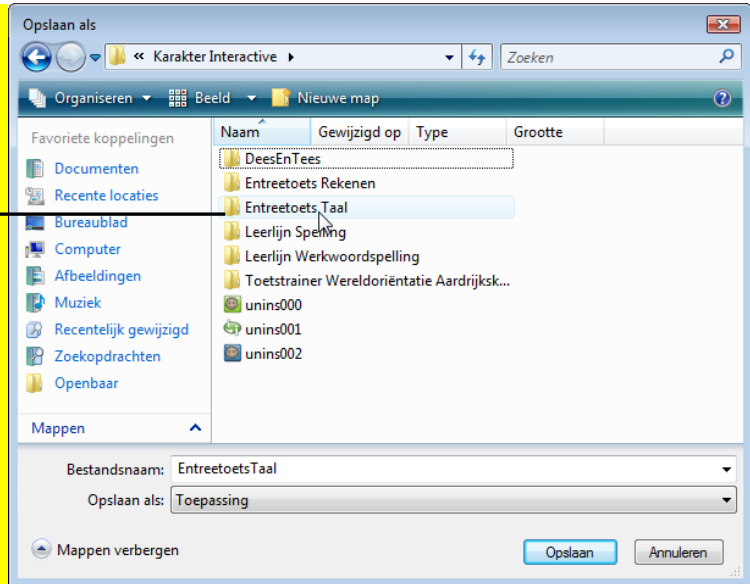 Opslaan als
« Karakter Interactive
Zoeken
Organiseren Beeld Nieuwe map
Favoriete koppelingen
Documenten
Recente locaties
Bureaublad
Computer
Afbeeldingen
Muziek
Recentelijk gewijzigd
Zoekopdrachten
Openbaar
Mappen
Naam Gewijzigd op Type Grootte
DeesEnTees
Entreetoets Rekenen
Entreetoets Taal
Leerlijn Spelling
Leerlijn Werkwoordspelling
Toetstrainer Wereldoriëntatie Aardrijksk...
unins000
unins001
unins002
Bestandsnaam: EntreetoetsTaal
Opslaan als: Toepassing
Mappen verbergen
Opslaan Annuleren